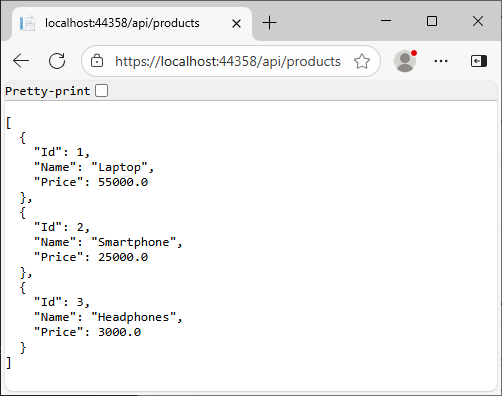 localhost:44358/api/products
https://localhost:44358/api/products
Pretty-print
[
  {
    "Id": 1,
    "Name": "Laptop",
    "Price": 55000.0
  },
  {
    "Id": 2,
    "Name": "Smartphone",
    "Price": 25000.0
  },
  {
    "Id": 3,
    "Name": "Headphones",
    "Price": 3000.0
  }
]